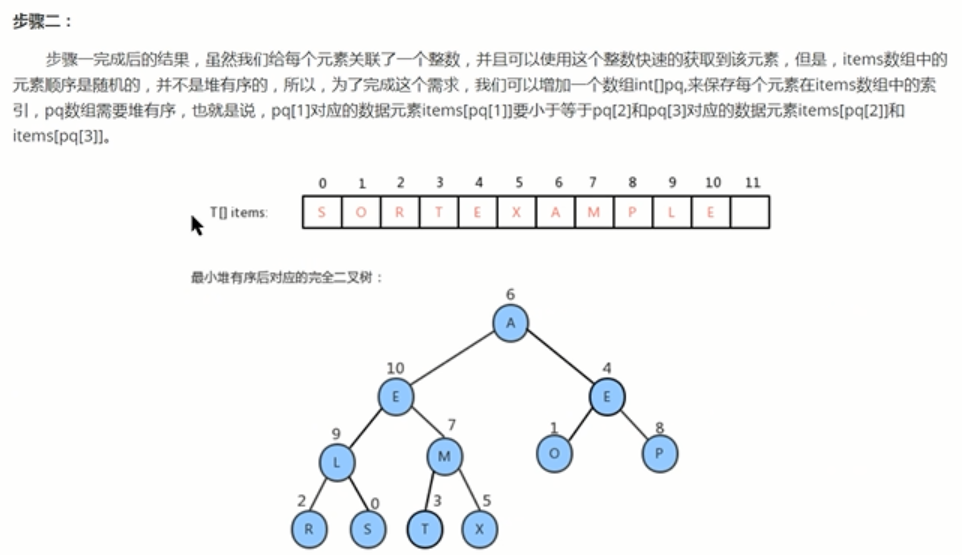 步骤二：
步骤一完成后的结果，虽然我们给每个元素关联了一个整数，并且可以使用这个整数快速的获取到该元素，但是，items数组中的
元素顺序是随机的，并不是堆有序的，所以，为了完成这个需求，我们可以增加一个数组int[]pq,来保存每个元素在items数组中的索
引，pq数组需要堆有序，也就是说，pq[1]对应的数据元素items[pq[1]]要小于等于pq[2]和pq[3]对应的数据元素items[pq[2]]和
items[pq[3]]。
0 1 2 3 4 5 6 7 8 9 10 11
T[] items: S O R T E X A M P L E
最小堆有序后对应的完全二叉树：
6
A
10 4
E E
9 7 1 8
L M O P
2 0 3 5
R S T X